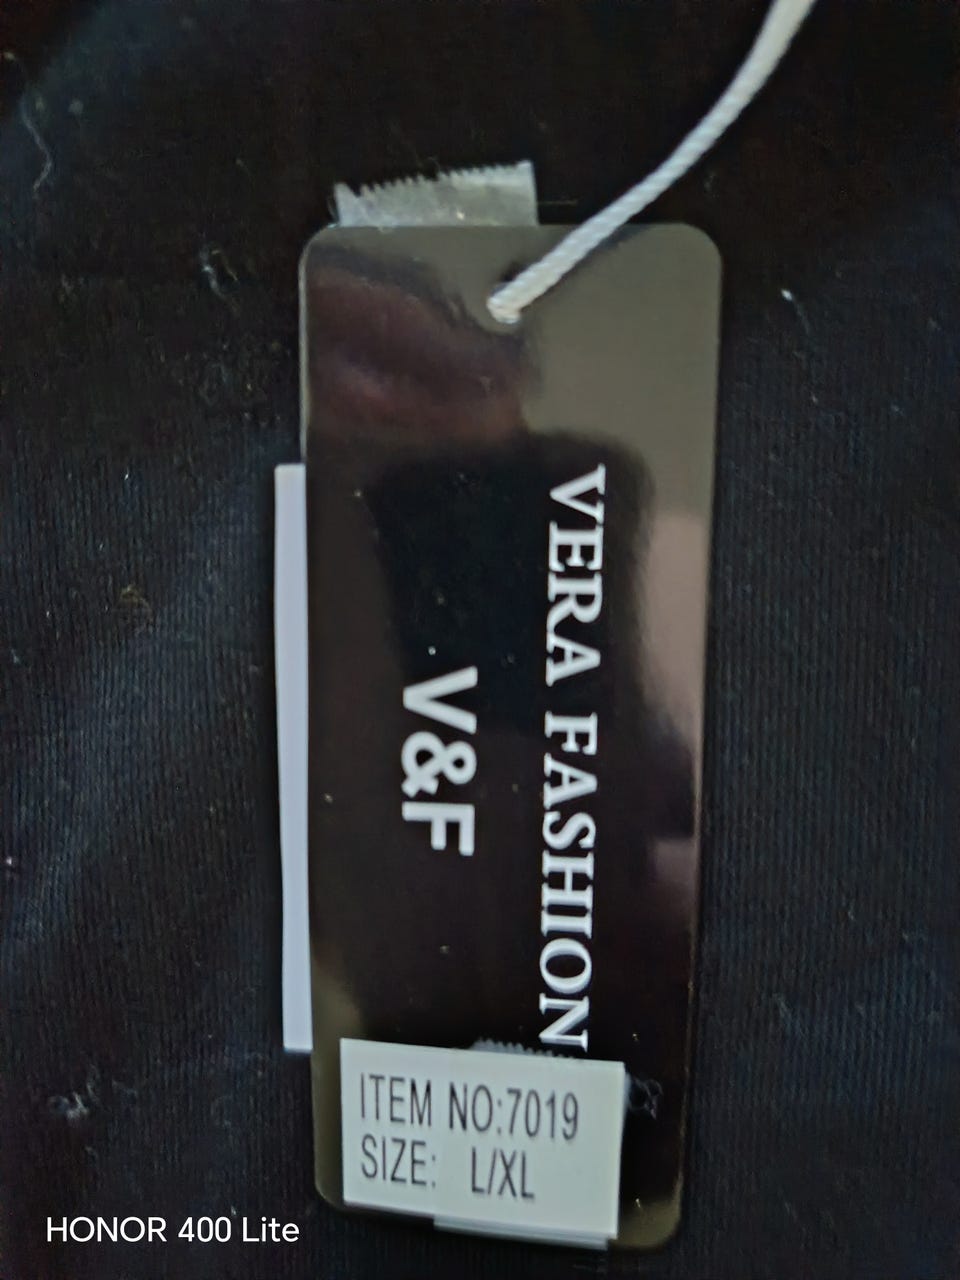 VERA FASHION
V&F
ITEM NO:7019
SIZE: L/XL
HONOR 400 Lite